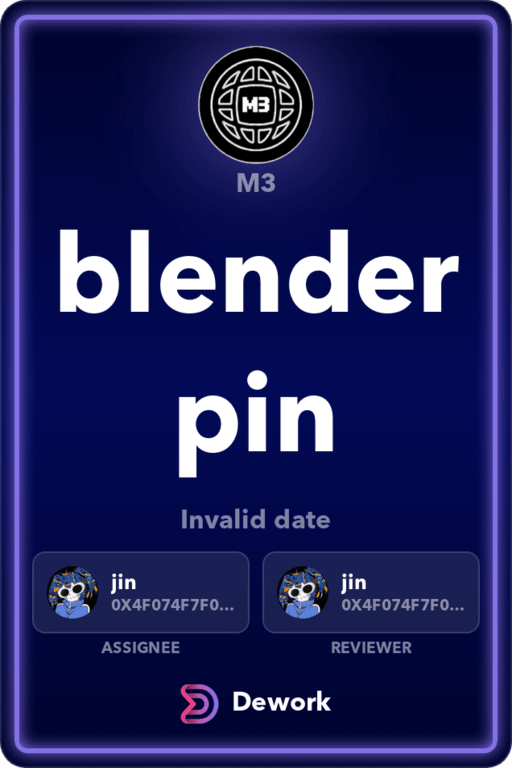 M3
M3
blender
pin
Invalid date
jin
0X4F074F7F0...
ASSIGNEE
jin
0X4F074F7F0...
REVIEWER
Dework